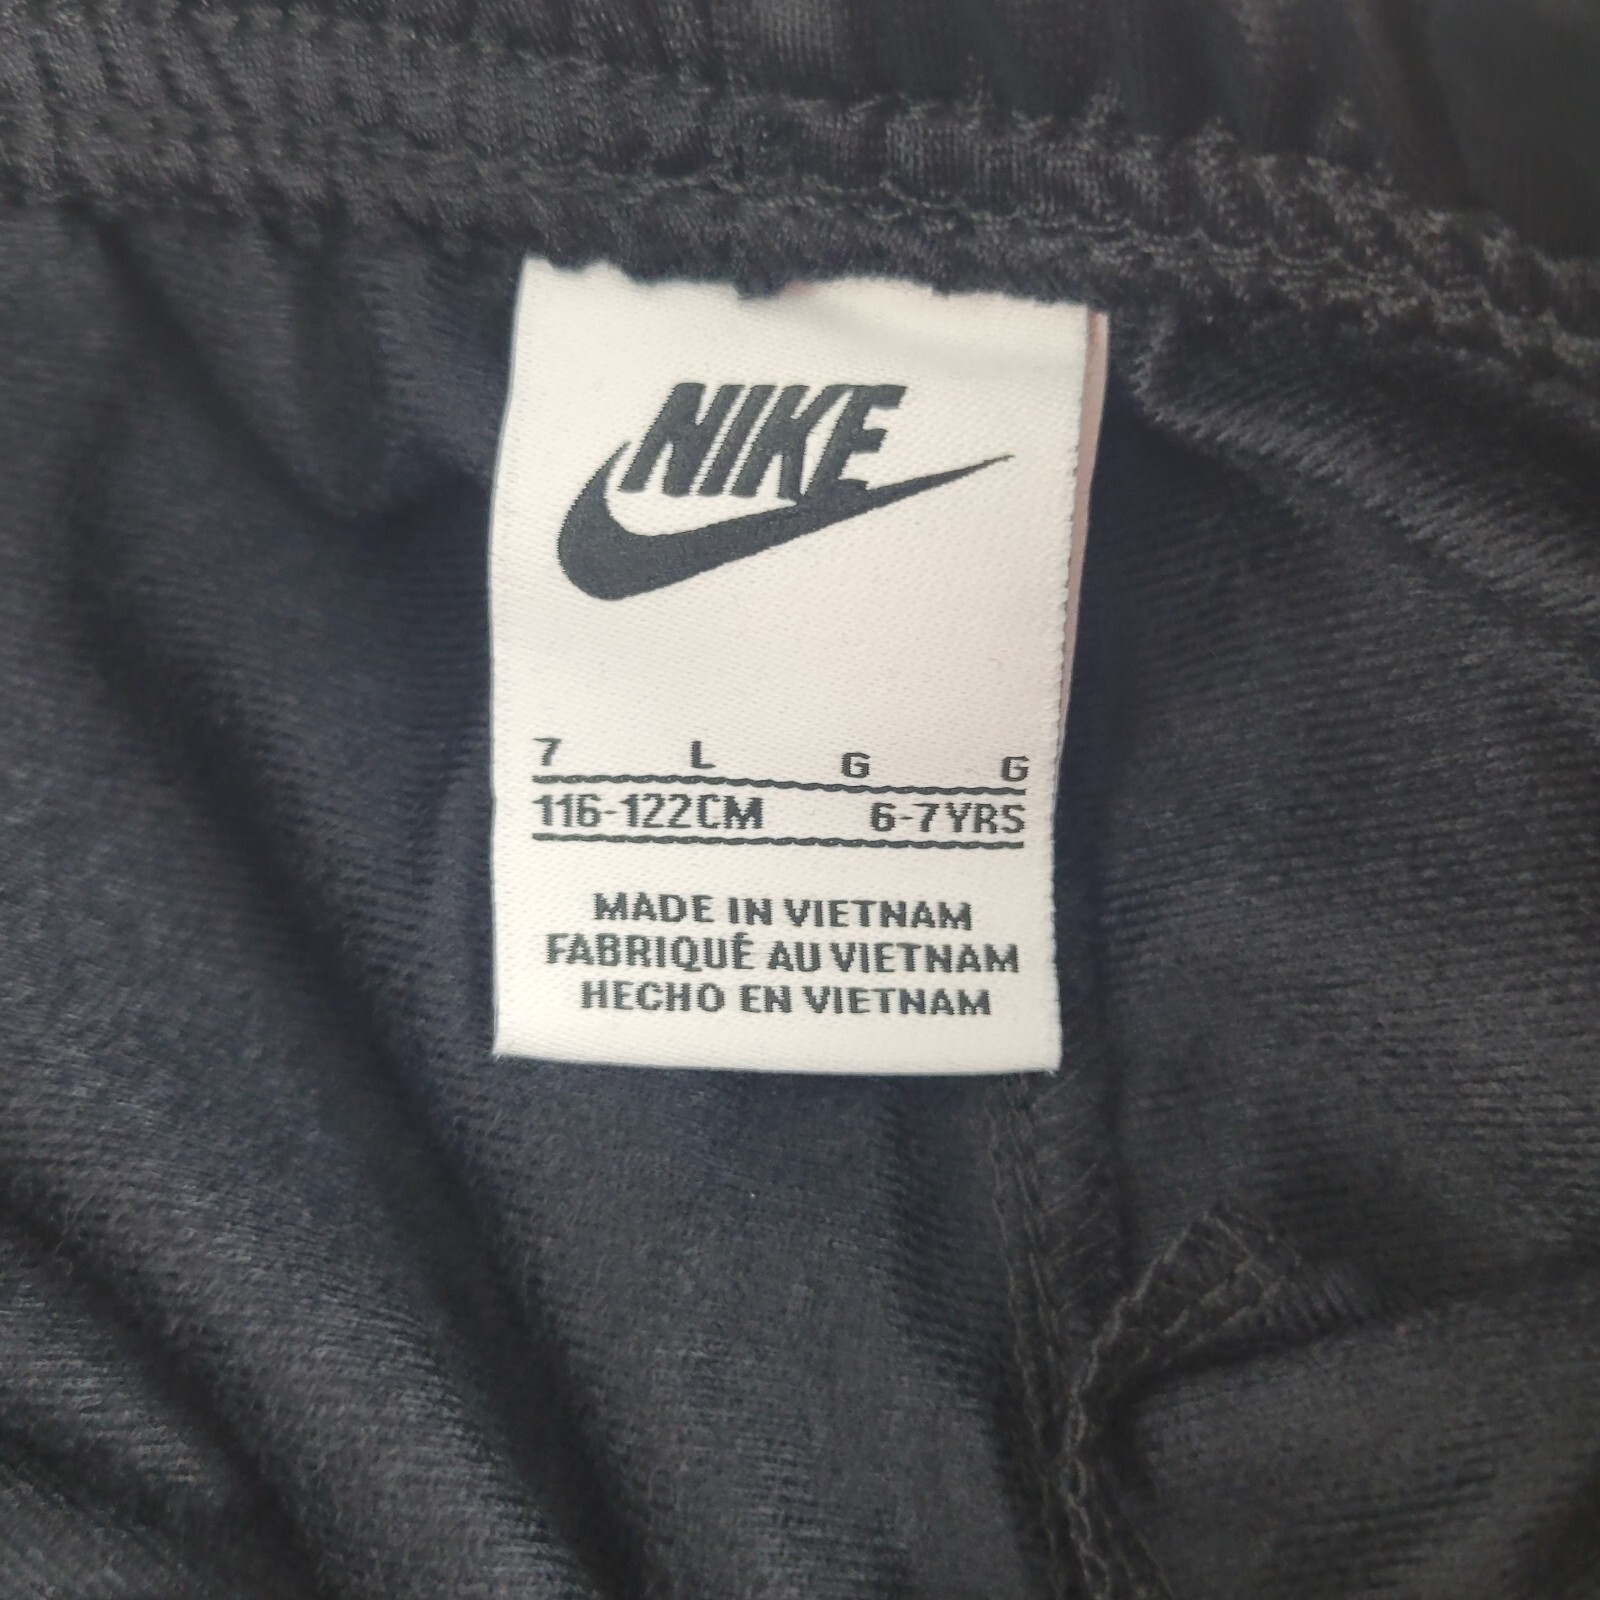 NIKE
7 L G G
116-122CM 6-7YRS
MADE IN VIETNAM
FABRIQUÉ AU VIETNAM
HECHO EN VIETNAM